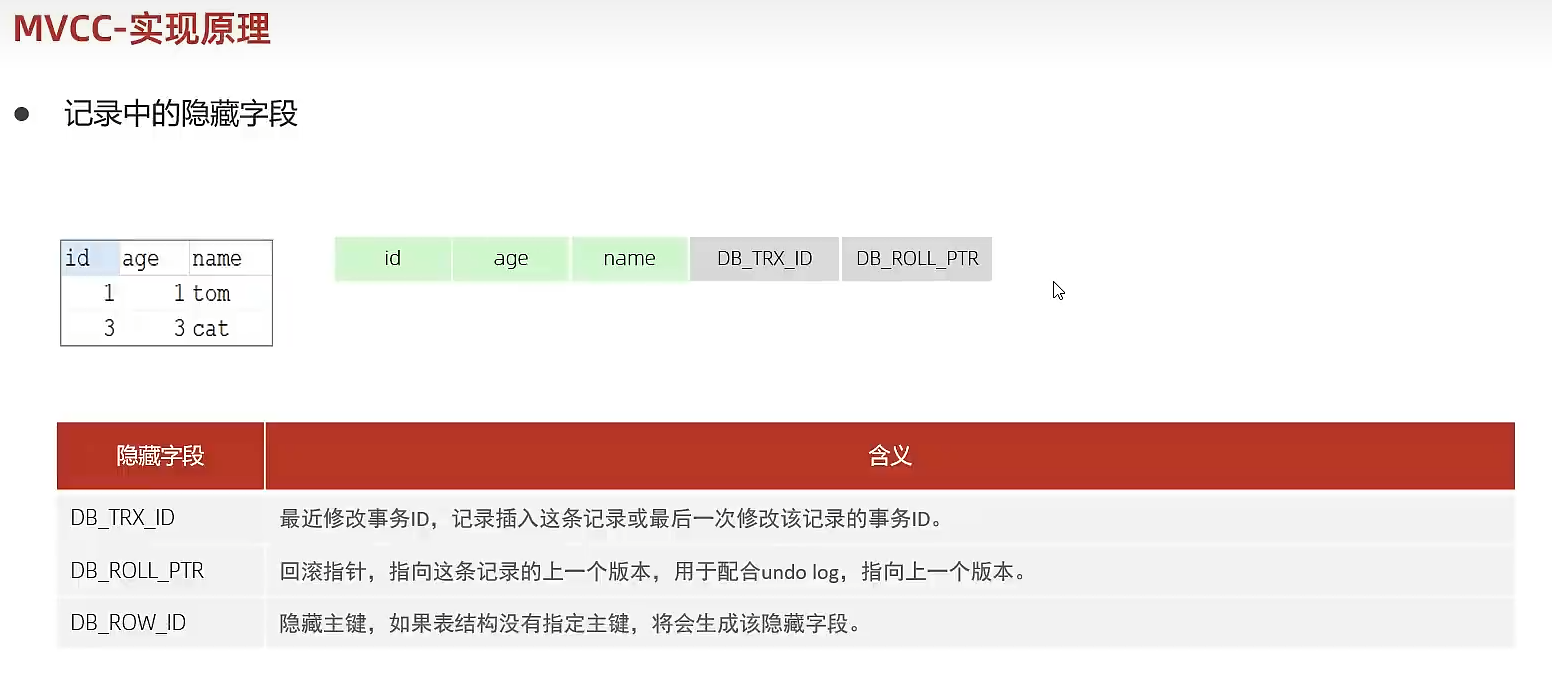 MVCC-实现原理
● 记录中的隐藏字段
id age name
1 1 tom
3 3 cat
id age name DB_TRX_ID DB_ROLL_PTR
隐藏字段 含义
DB_TRX_ID 最近修改事务ID，记录插入这条记录或最后一次修改该记录的事务ID。
DB_ROLL_PTR 回滚指针，指向这条记录的上一个版本，用于配合undo log，指向上一个版本。
DB_ROW_ID 隐藏主键，如果表结构没有指定主键，将会生成该隐藏字段。